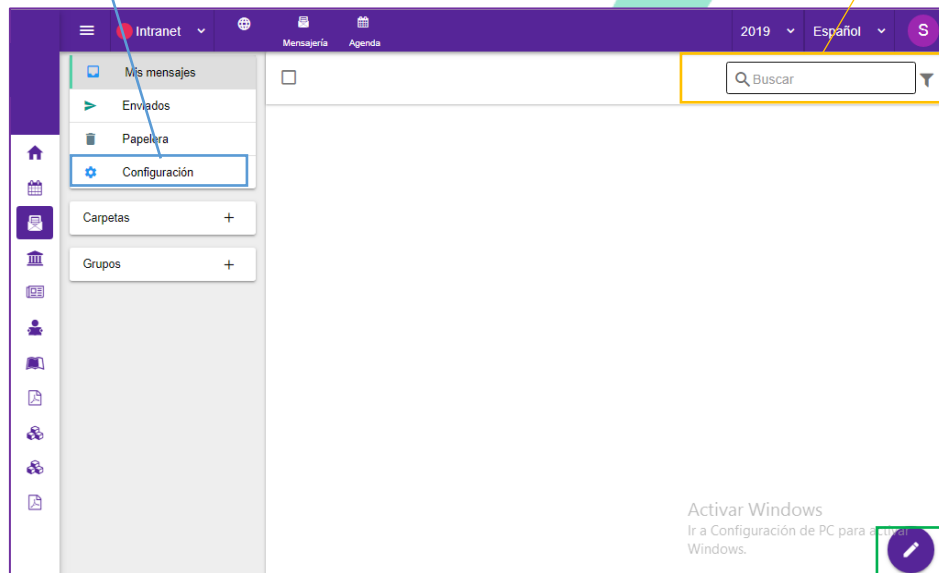 Intranet
Mensajería
Agenda
2019
Español
S
Mis mensajes
Enviados
Papelera
Configuración
Carpetas
Grupos
Buscar
Activar Windows
Ir a Configuración de PC para activar
Windows.